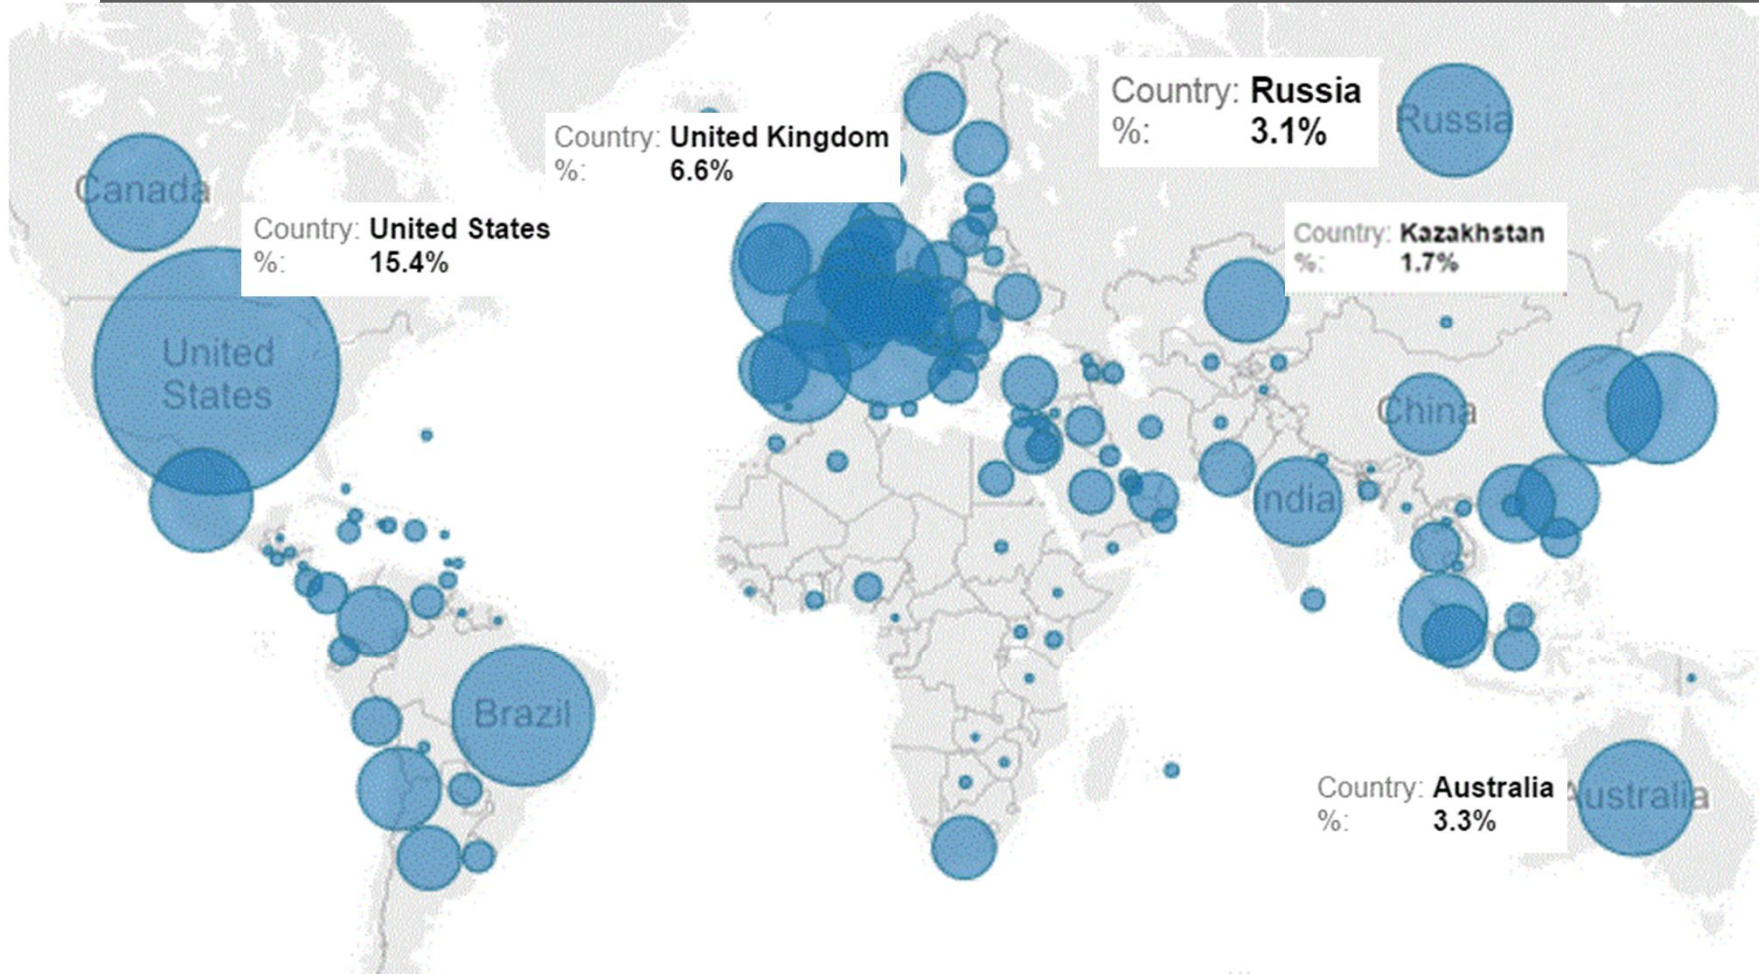 Country: Russia
%: 3.1%
Russia
Country: United Kingdom
%: 6.6%
Canada
Country: United States
%: 15.4%
Country: Kazakhstan
%: 1.7%
United
States
China
India
Brazil
Country: Australia
%: 3.3%
Australia